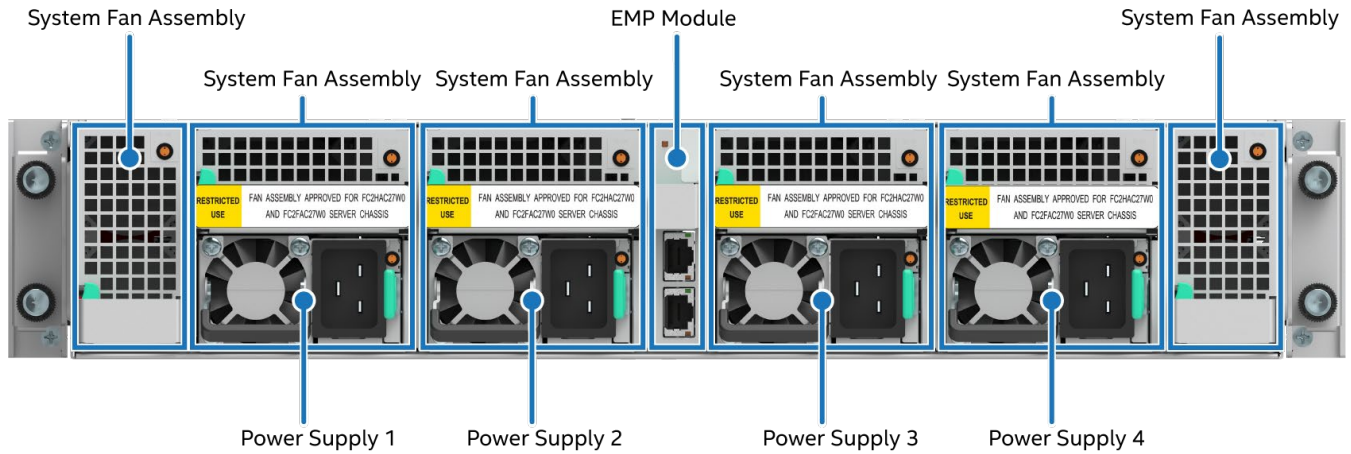 System Fan Assembly
EMP Module
System Fan Assembly
System Fan Assembly
System Fan Assembly
System Fan Assembly
System Fan Assembly
RESTRICTED
USE
FAN ASSEMBLY APPROVED FOR FC2HAC27W0
AND FC2FAC27W0 SERVER CHASSIS
RESTRICTED
USE
FAN ASSEMBLY APPROVED FOR FC2HAC27W0
AND FC2FAC27W0 SERVER CHASSIS
RESTRICTED
USE
FAN ASSEMBLY APPROVED FOR FC2HAC27W0
AND FC2FAC27W0 SERVER CHASSIS
RESTRICTED
USE
FAN ASSEMBLY APPROVED FOR FC2HAC27W0
AND FC2FAC27W0 SERVER CHASSIS
Power Supply 1
Power Supply 2
Power Supply 3
Power Supply 4